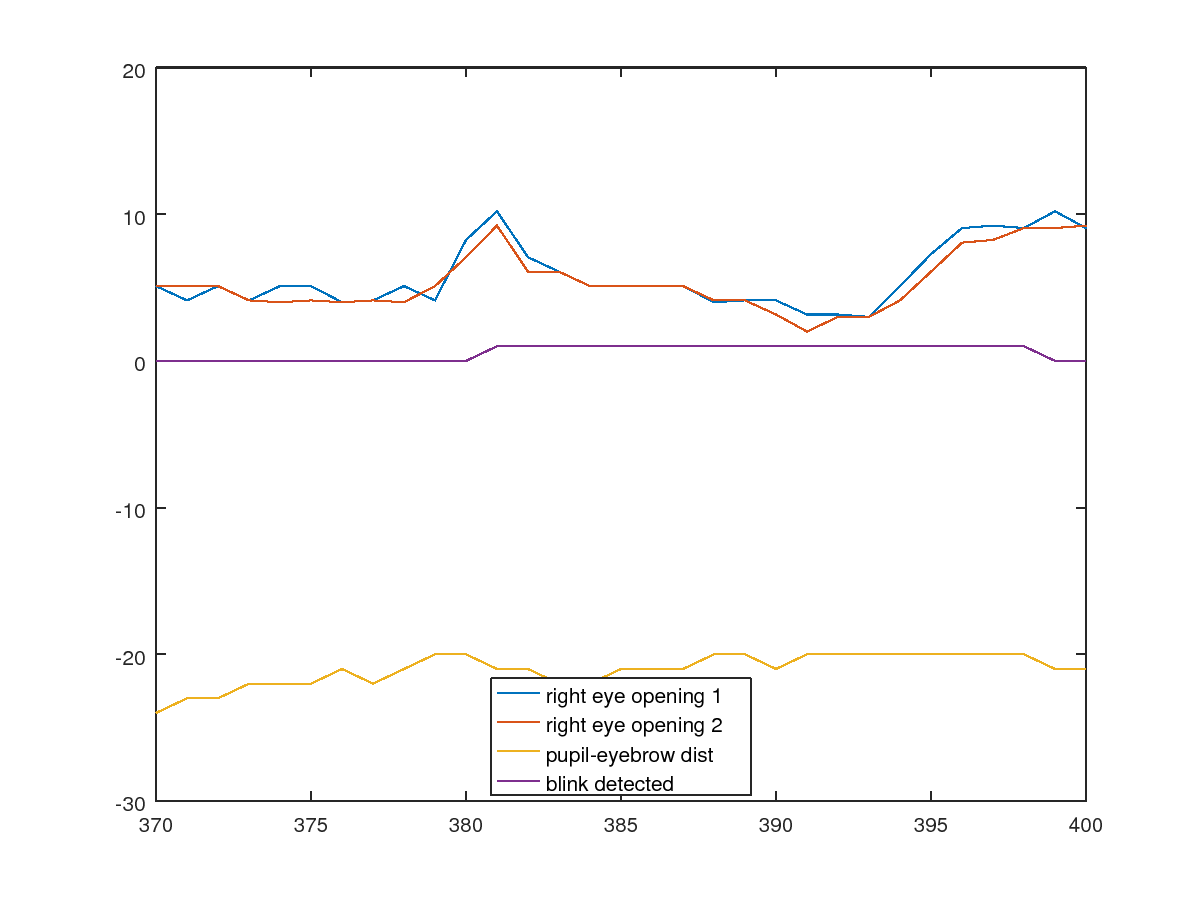 20
10
0
-10
-20
-30
370 375 380 385 390 395 400
right eye opening 1
right eye opening 2
pupil-eyebrow dist
blink detected